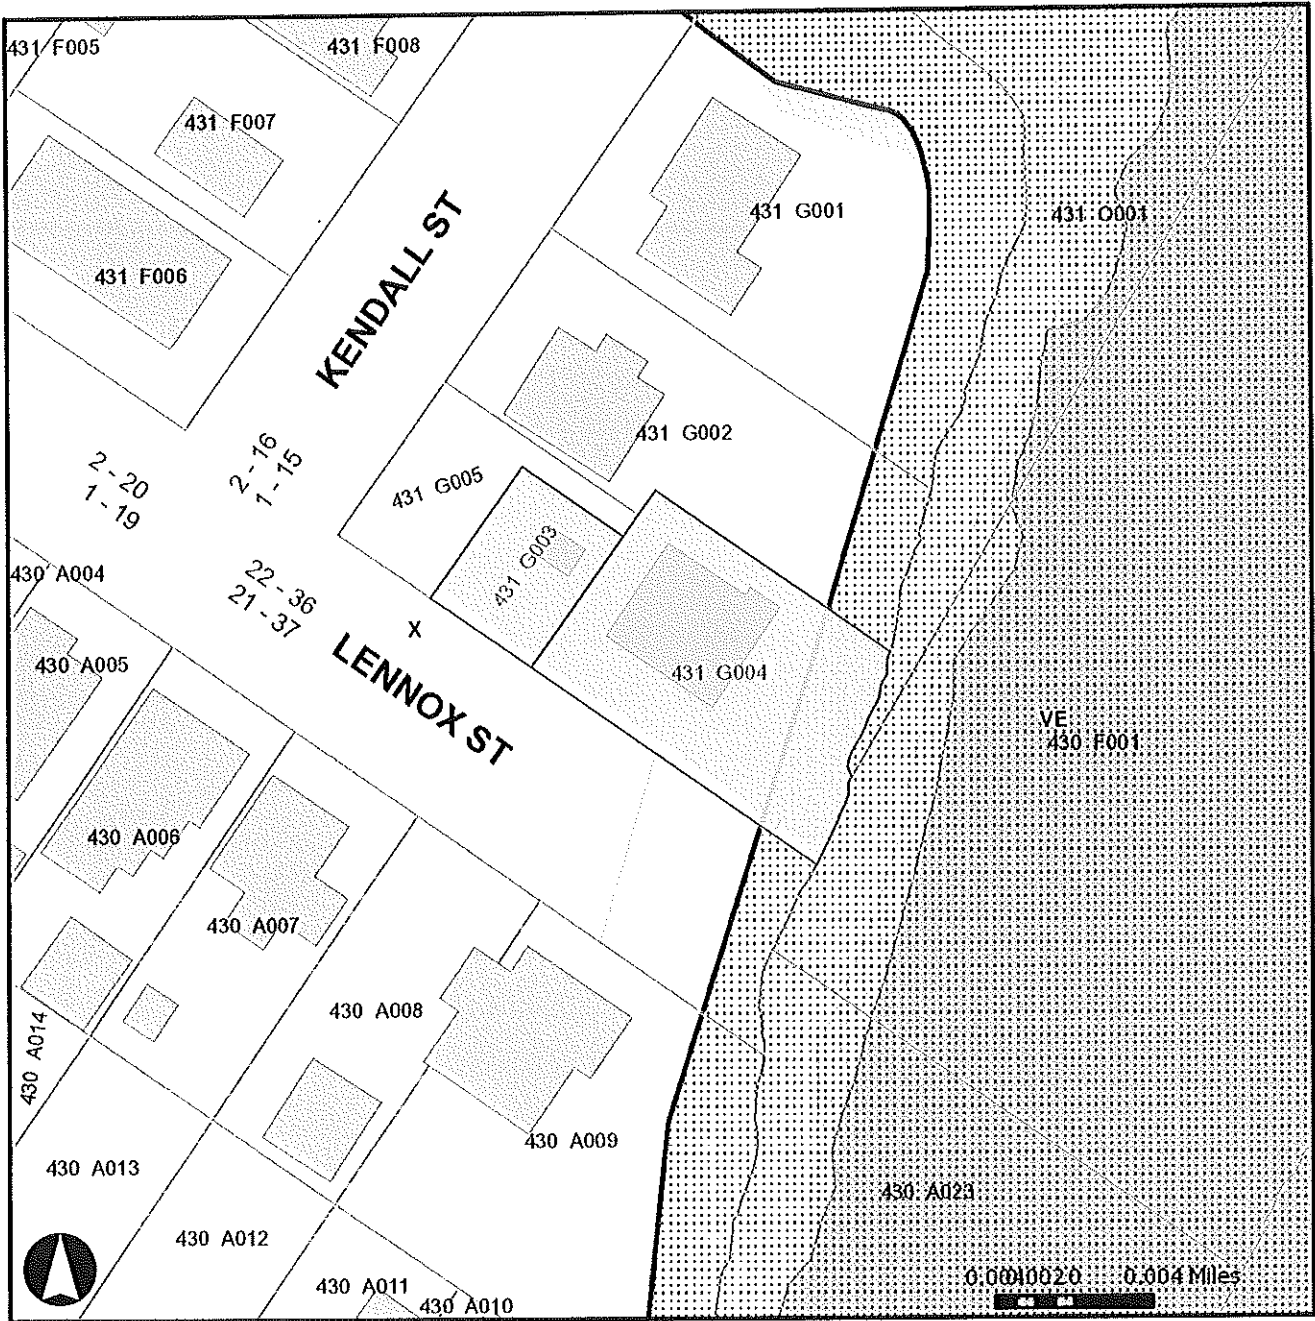 431 F005
431 F008
431 F007
431 G001
431 O001
KENDALL ST
431 F006
431 G002
2 - 20
1 - 19
2 - 16
1 - 15
431 G005
431 G003
430 A004
22 - 36
21 - 37
X
LENNOX ST
430 A005
431 G004
VE
430 F001
430 A006
430 A007
430 A008
430 A014
430 A009
430 A013
430 A023
430 A012
430 A011
430 A010
0.004 Miles